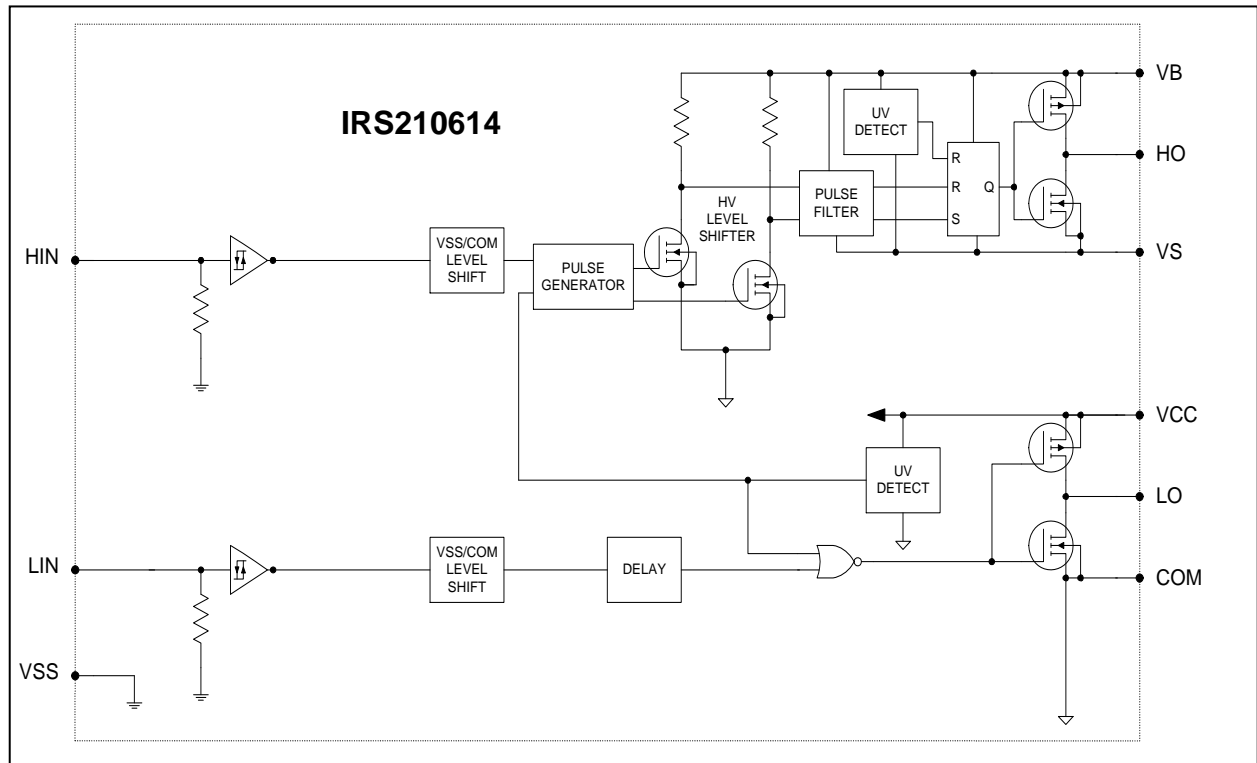 IRS210614
VB
UV
DETECT
R
HO
R
Q
PULSE
FILTER
HV
LEVEL
SHIFTER
S
HIN
VSS/COM
LEVEL
SHIFT
PULSE
GENERATOR
VS
VCC
UV
DETECT
LO
LIN
VSS/COM
LEVEL
SHIFT
DELAY
COM
VSS